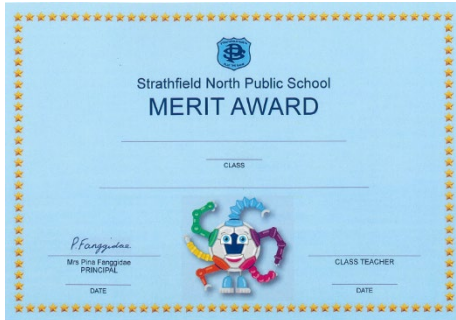 Strathfield North Public School
MERIT AWARD
CLASS
P.Fanggidae
Mrs Pina Fanggidae
PRINCIPAL
DATE
CLASS TEACHER
DATE